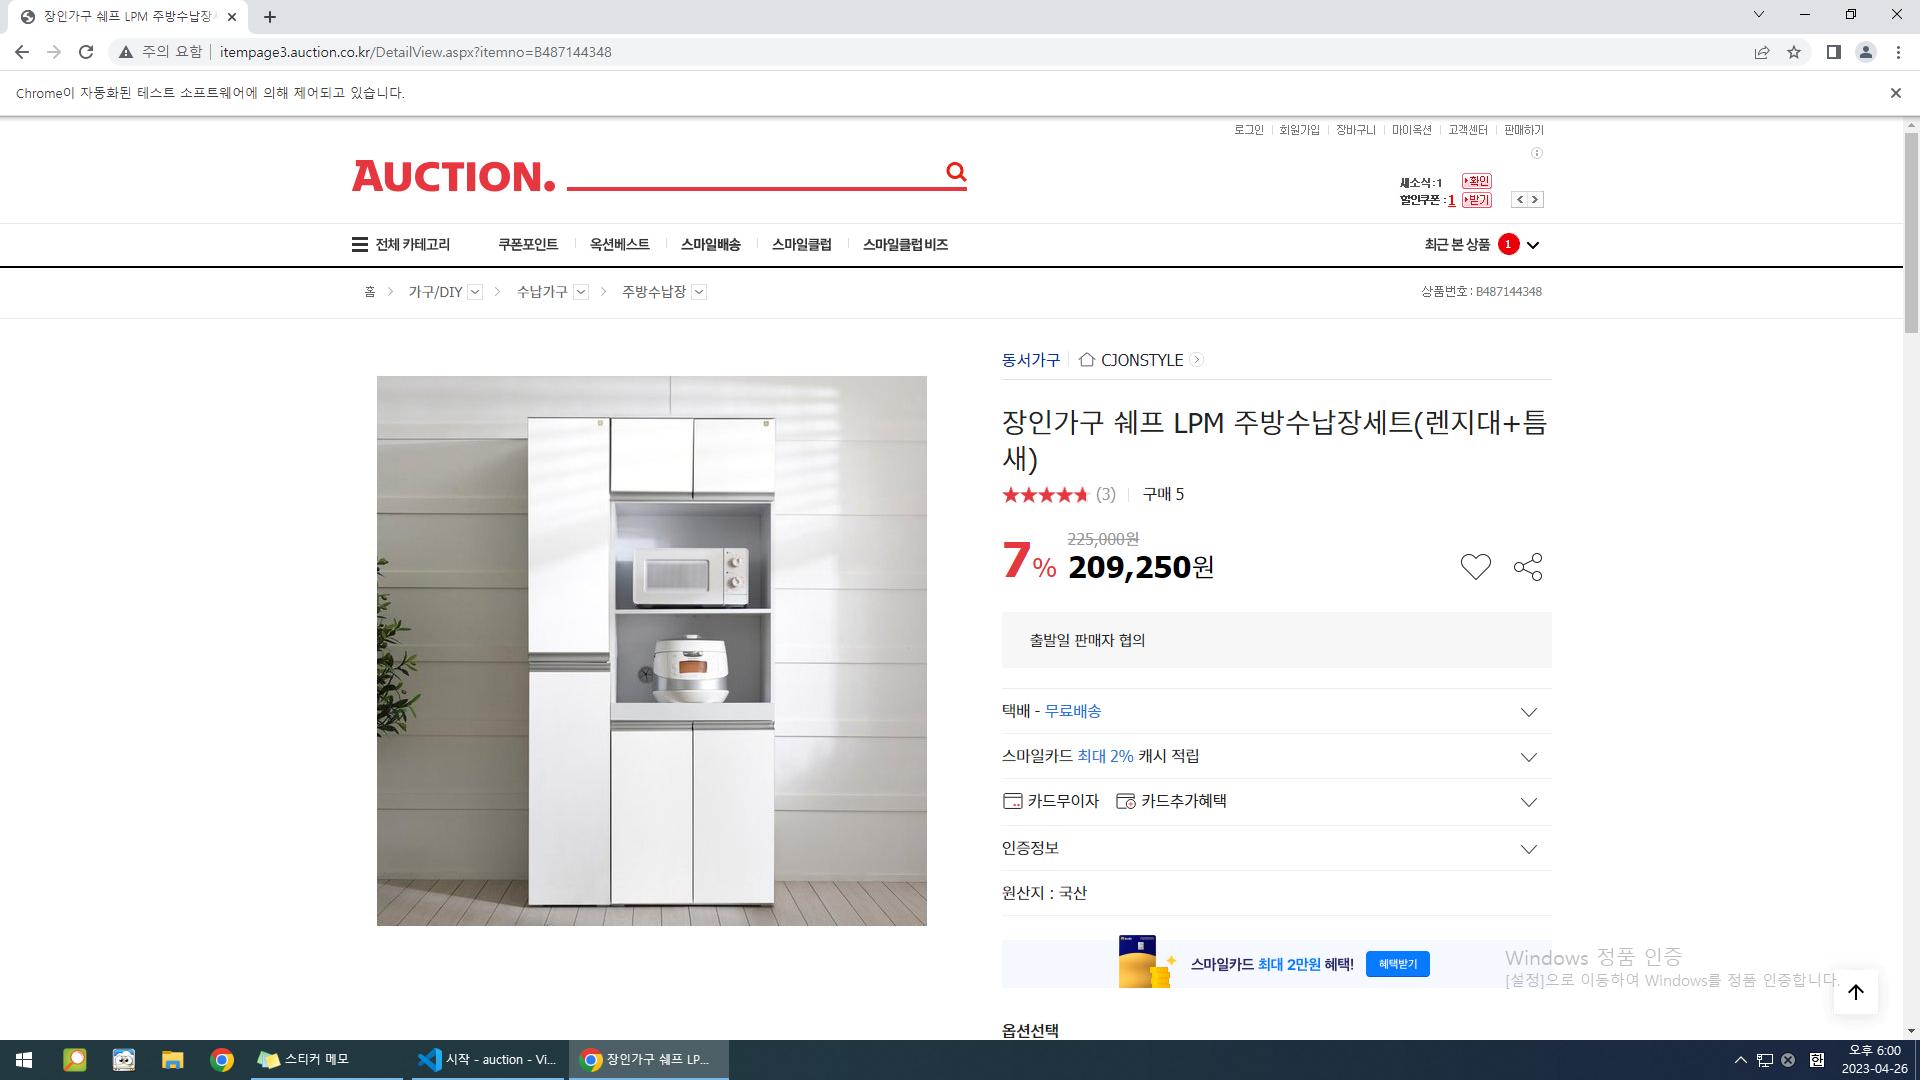 장인가구 쉐프 LPM 주방수납장
주의 요함
itempage3.auction.co.kr/DetailView.aspx?itemno=B487144348
Chrome이 자동화된 테스트 소프트웨어에 의해 제어되고 있습니다.
로그인 회원가입 장바구니 마이옥션 고객센터 판매하기
AUCTION.
새소식:1 확인
할인쿠폰:1 받기
전체 카테고리 쿠폰포인트 옥션베스트 스마일배송 스마일클럽 스마일클럽 비즈 최근 본 상품 1
홈 > 가구/DIY > 수납가구 > 주방수납장 상품번호 : B487144348
동서가구 CJONSTYLE
장인가구 쉐프 LPM 주방수납장세트(렌지대+틈
새)
(3) 구매 5
225,000원
7% 209,250원
출발일 판매자 협의
택배 - 무료배송
스마일카드 최대 2% 캐시 적립
카드무이자 카드추가혜택
인증정보
원산지 : 국산
스마일카드 최대 2만원 혜택! 혜택받기
Windows 정품 인증
[설정]으로 이동하여 Windows를 정품 인증합니다.
옵션선택
스티커 메모
시작 - auction - Vi...
장인가구 쉐프 LP...
한
오후 6:00
2023-04-26